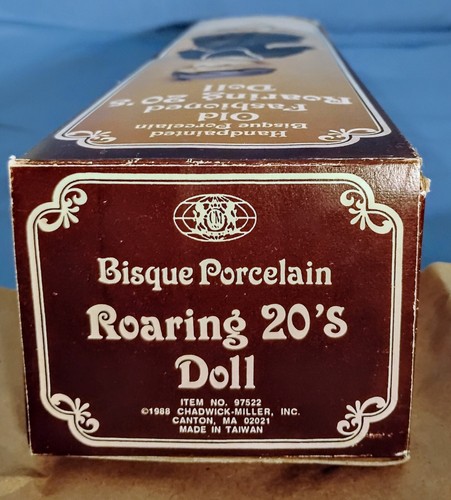 Handpainted
Bisque Porcelain
Old
Fashioned
Roaring 20's
Doll
Bisque Porcelain
Roaring 20's
Doll
ITEM NO. 97522
©1988 CHADWICK-MILLER, INC.
CANTON, MA 02021
MADE IN TAIWAN